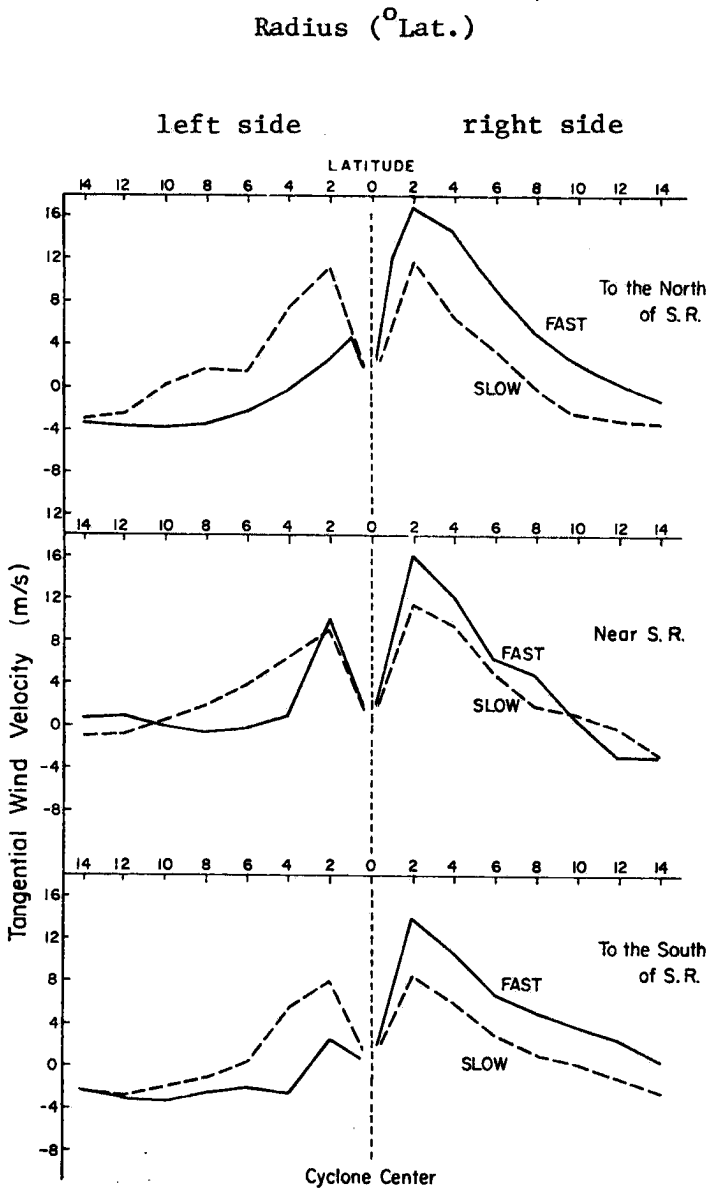 Radius (°Lat.)
left side right side
LATITUDE
14 12 10 8 6 4 2 0 2 4 6 8 10 12 14
16
12
8
4
0
-4
-8
12
To the North
of S.R.
FAST
SLOW
14 12 10 8 6 4 2 0 2 4 6 8 10 12 14
16
12
8
4
0
-4
-8
Near S.R.
FAST
SLOW
14 12 10 8 6 4 2 0 2 4 6 8 10 12 14
16
12
8
4
0
-4
-8
To the South
of S.R.
FAST
SLOW
Tangential Wind Velocity (m/s)
Cyclone Center